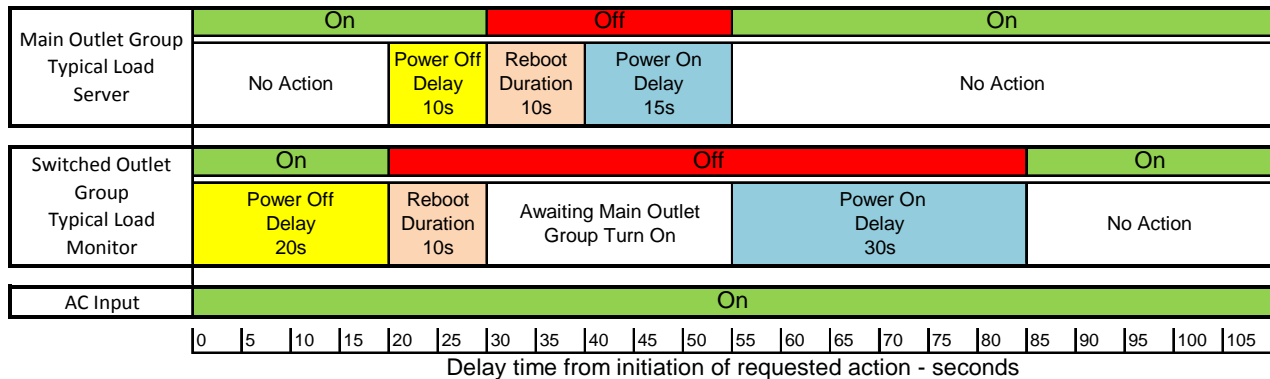 On Off On
Main Outlet Group
Typical Load
Server
No Action
Power Off
Delay
10s
Reboot
Duration
10s
Power On
Delay
15s
No Action
On Off On
Switched Outlet
Group
Typical Load
Monitor
Power Off
Delay
20s
Reboot
Duration
10s
Awaiting Main Outlet
Group Turn On
Power On
Delay
30s
No Action
AC Input On
0 5 10 15 20 25 30 35 40 45 50 55 60 65 70 75 80 85 90 95 100 105
Delay time from initiation of requested action - seconds